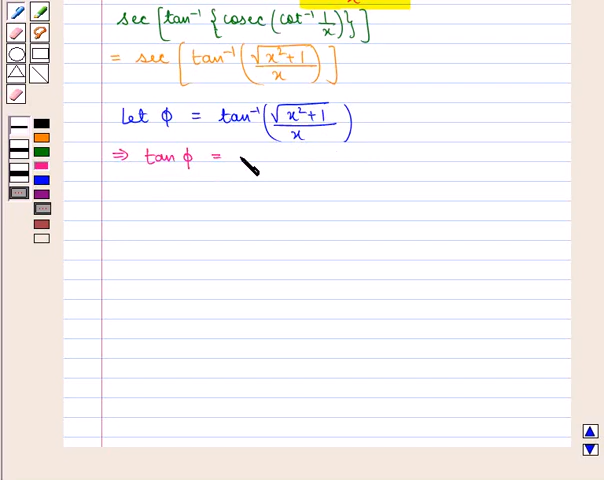 sec [tan⁻¹ {cosec (cot⁻¹ 1/x)}]
= sec [tan⁻¹ (√(x²+1)/x)]
Let ϕ = tan⁻¹ (√(x²+1)/x)
⇒ tan ϕ =